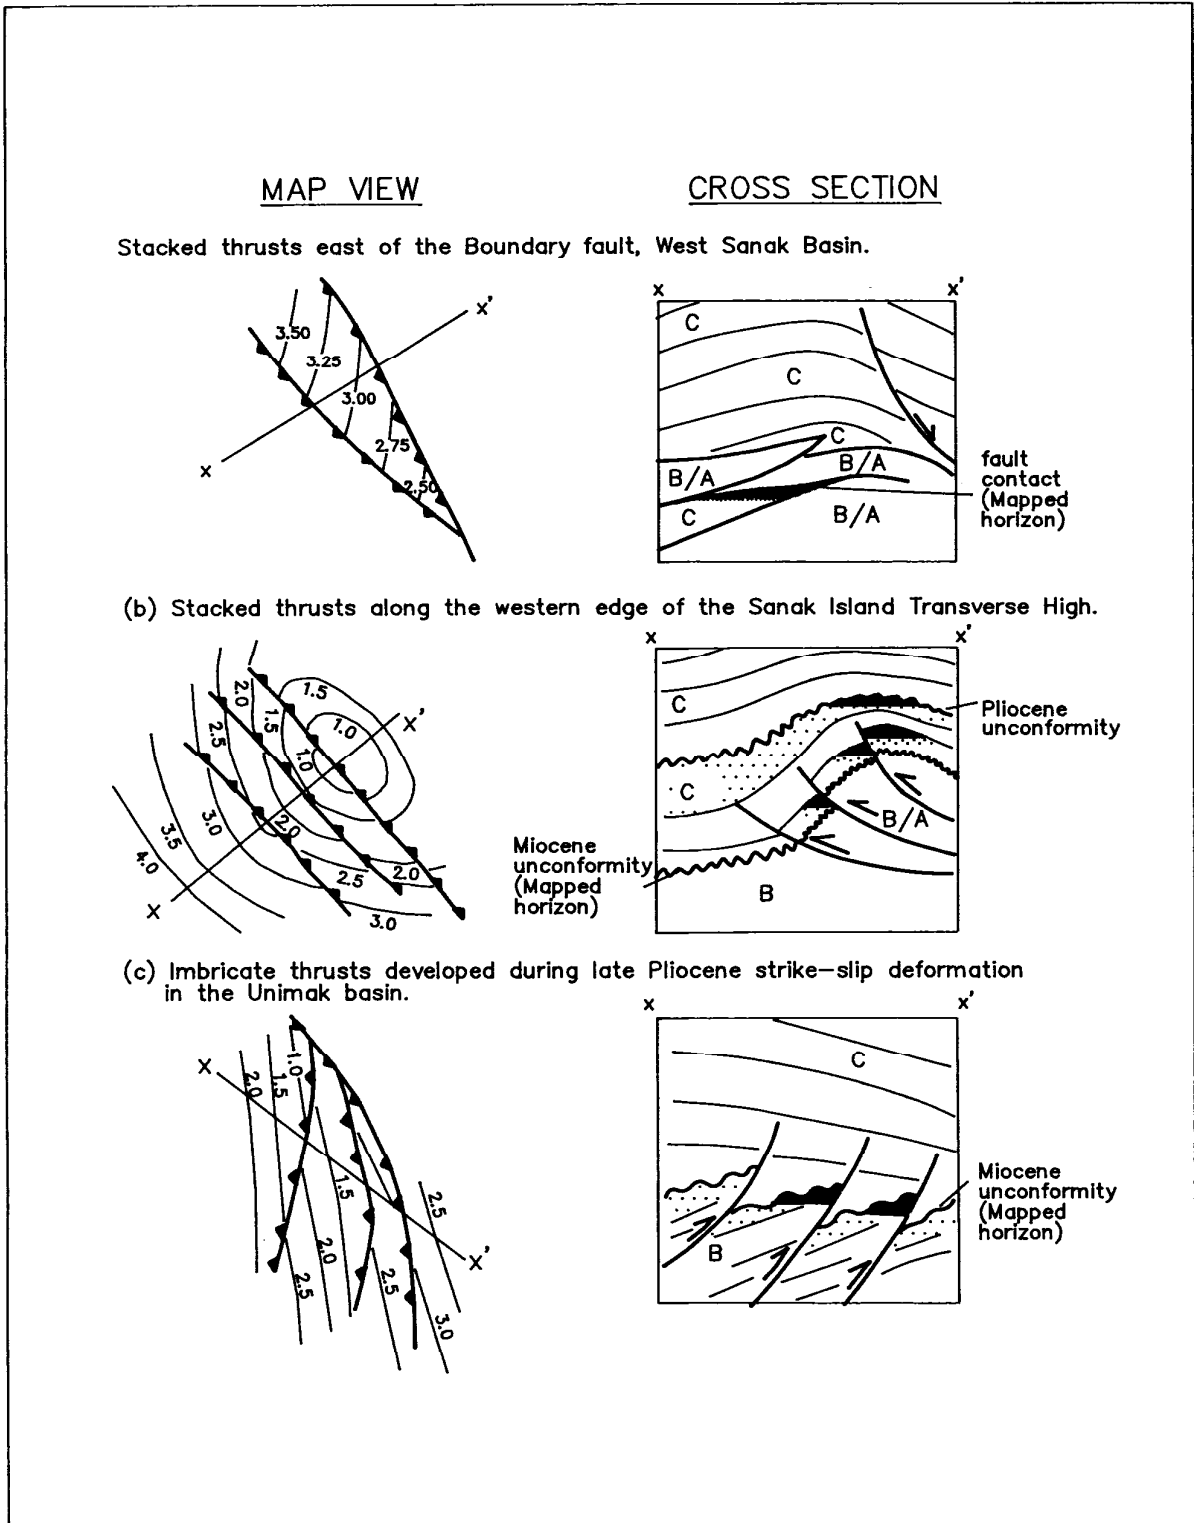 MAP VIEW
CROSS SECTION
Stacked thrusts east of the Boundary fault, West Sanak Basin.
3.50
3.25
3.00
2.75
2.50
x
x'
x
x'
C
C
C
B/A
B/A
C
B/A
fault
contact
(Mapped
horizon)
(b) Stacked thrusts along the western edge of the Sanak Island Transverse High.
2.0
1.5
1.0
1.5
1.0
2.5
3.0
3.5
4.0
2.0
2.5
2.0
3.0
X
X'
x
x'
C
C
B/A
B
Pliocene
unconformity
Miocene
unconformity
(Mapped
horizon)
(c) Imbricate thrusts developed during late Pliocene strike-slip deformation
in the Unimak basin.
X
X'
2.0
1.5
1.0
1.5
2.0
2.5
2.5
2.5
3.0
x
x'
C
B
Miocene
unconformity
(Mapped
horizon)